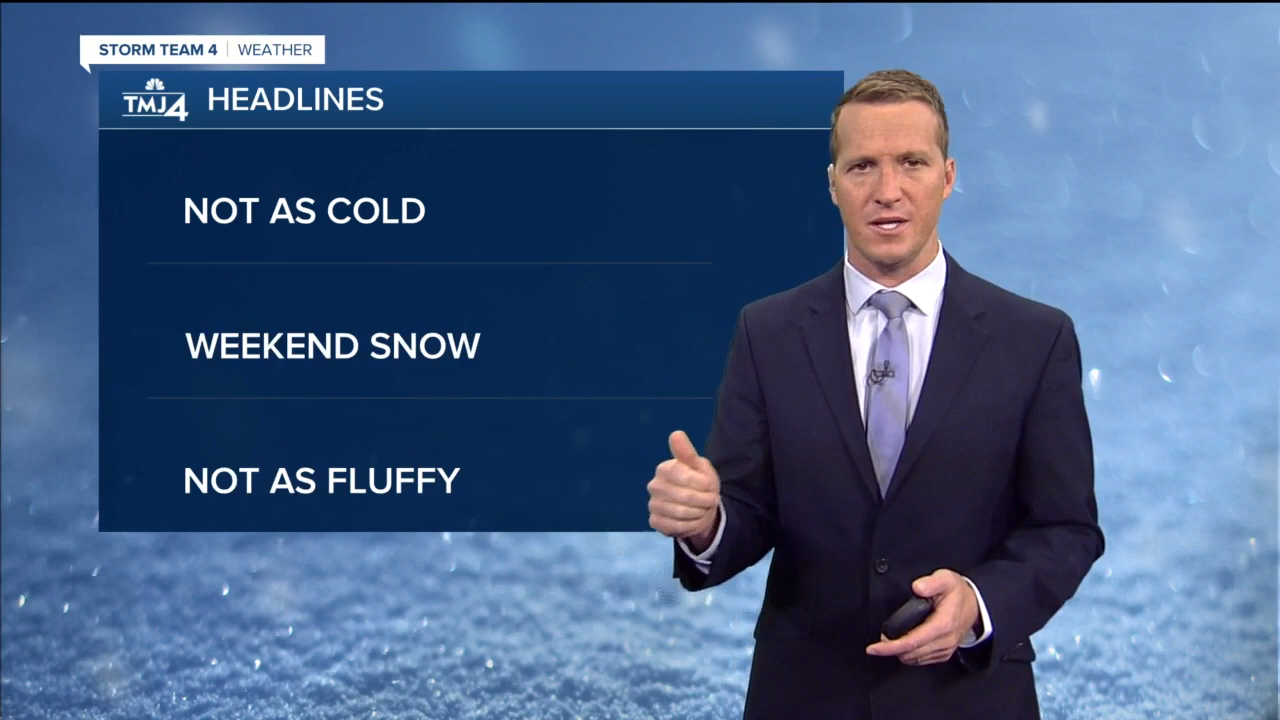 STORM TEAM 4 | WEATHER
TMJ4 HEADLINES
NOT AS COLD
WEEKEND SNOW
NOT AS FLUFFY